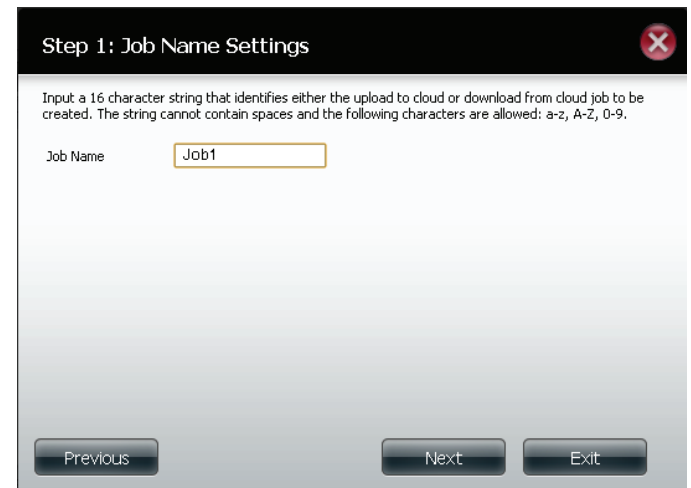 Step 1: Job Name Settings
Input a 16 character string that identifies either the upload to cloud or download from cloud job to be
created. The string cannot contain spaces and the following characters are allowed: a-z, A-Z, 0-9.
Job Name Job1
Previous Next Exit